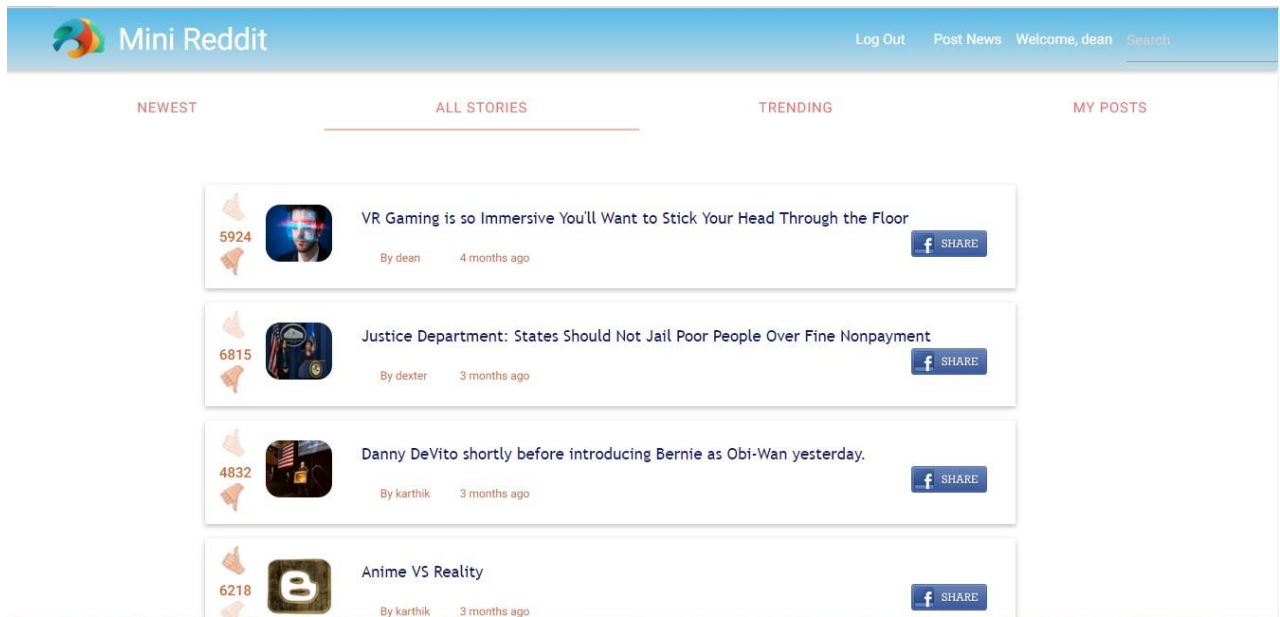 Mini Reddit
Log Out Post News Welcome, dean Search
NEWEST ALL STORIES TRENDING MY POSTS
5924
VR Gaming is so Immersive You'll Want to Stick Your Head Through the Floor
By dean 4 months ago
f SHARE
6815
Justice Department: States Should Not Jail Poor People Over Fine Nonpayment
By dexter 3 months ago
f SHARE
4832
Danny DeVito shortly before introducing Bernie as Obi-Wan yesterday.
By karthik 3 months ago
f SHARE
6218
Anime VS Reality
By karthik 3 months ago
f SHARE